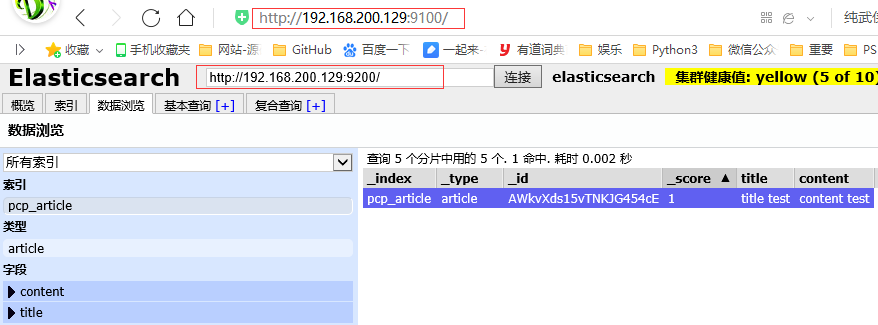 http://192.168.200.129:9100/
纯武
收藏 手机收藏夹 网站-源 GitHub 百度一下 一起来- 有道词典 娱乐 Python3 微信公众 重要 PS
Elasticsearch http://192.168.200.129:9200/ 连接 elasticsearch 集群健康值: yellow (5 of 10)
概览 索引 数据浏览 基本查询 [+] 复合查询 [+]
数据浏览
所有索引
索引
pcp_article
类型
article
字段
content
title
查询 5 个分片中用的 5 个. 1 命中. 耗时 0.002 秒
_index _type _id _score ▲ title content
pcp_article article AWkvXds15vTNKJG454cE 1 title test content test